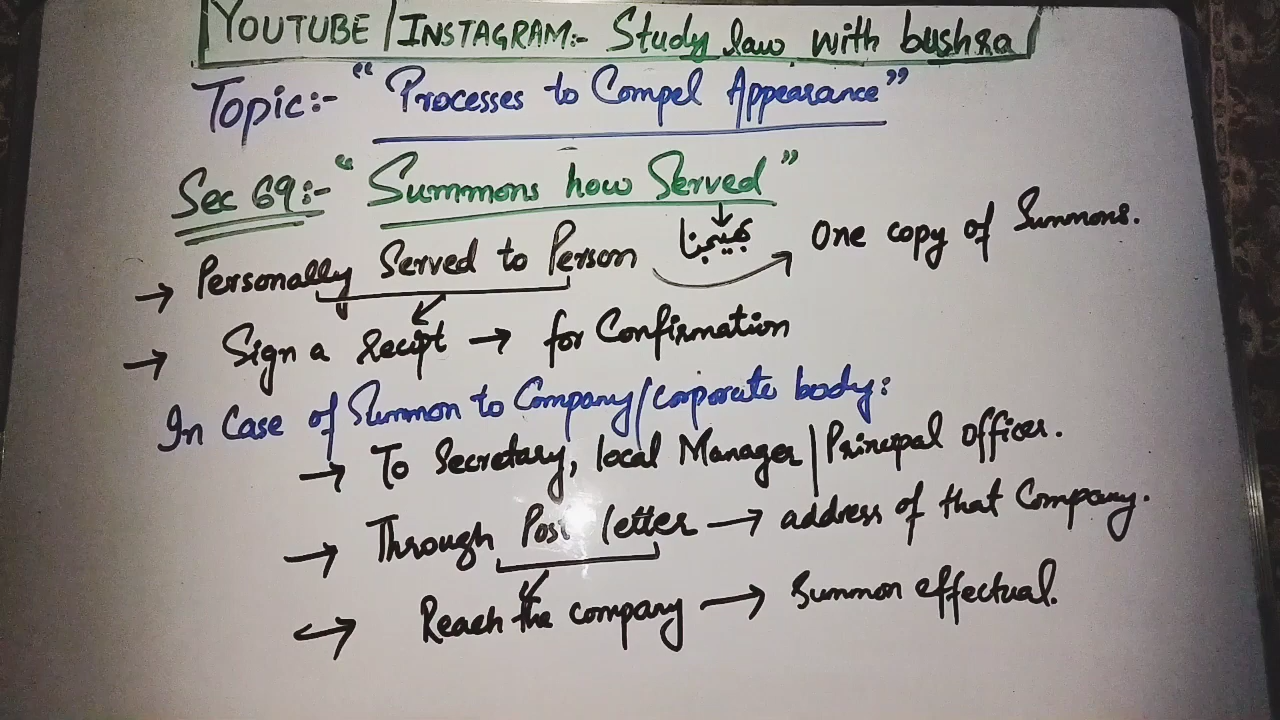 YOUTUBE/INSTAGRAM:- Study law with bushra
Topic:- "Processes to Compel Appearance"
Sec 69:- "Summons how Served"
بھیجنا
→ Personally Served to Person → One copy of Summons.
→ Sign a recipt → for Confirmation
In Case of Summon to Company/corporate body:
→ To Secretary, local Manager/Principal officer.
→ Through Post letter → address of that Company.
→ Reach the company → Summon effectual.